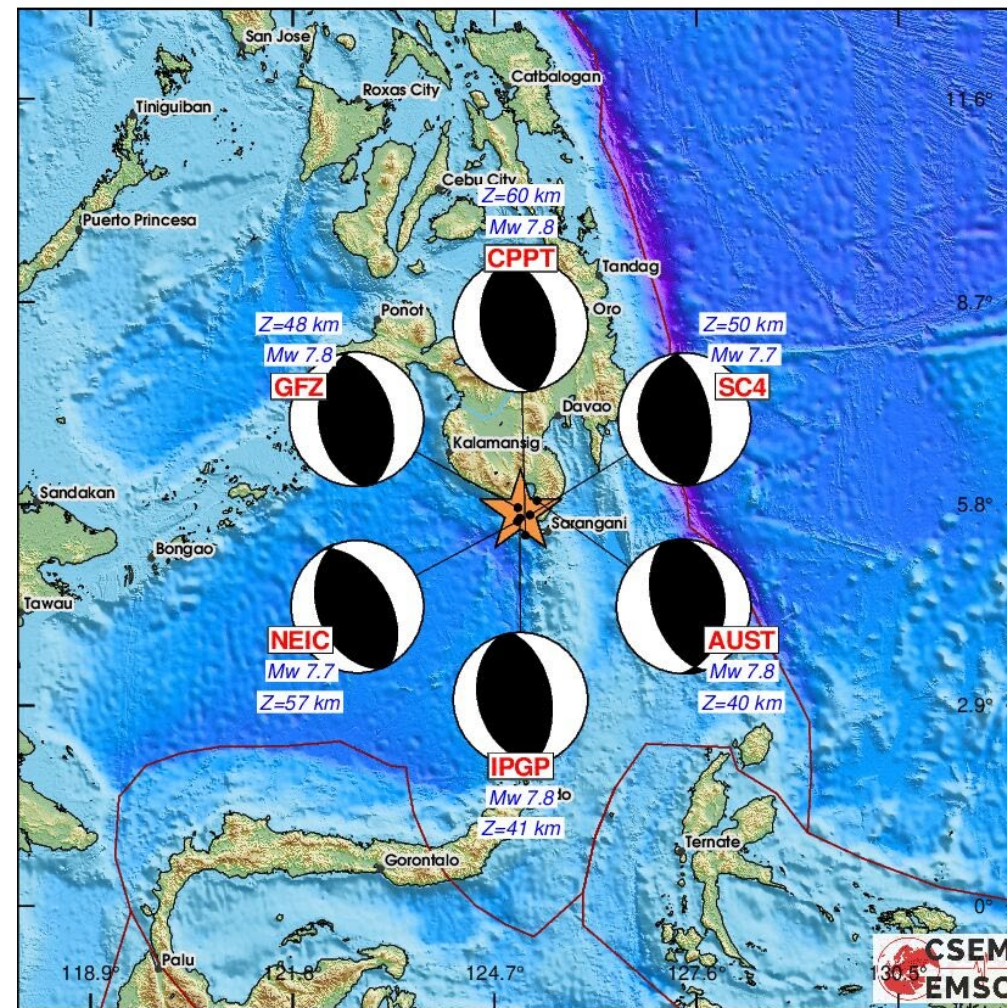 San Jose
Catbalogan
Roxas City
11.6°
Tiniguiban
Cebu City
Z=60 km
Puerto Princesa
Mw 7.8
CPPT
Tandag
Ponot
Oro
8.7°
Z=48 km
Z=50 km
Mw 7.8
Mw 7.7
GFZ
SC4
Davao
Kalamansig
Sandakan
5.8°
Sarangani
Bongao
Tawau
NEIC
AUST
Mw 7.7
Mw 7.8
Z=57 km
Z=40 km
2.9°
IPGP
Mw 7.8
Z=41 km
Ternate
Gorontalo
0°
Palu
118.9°
121.8°
124.7°
127.6°
130.5°
CSEM
EMSC